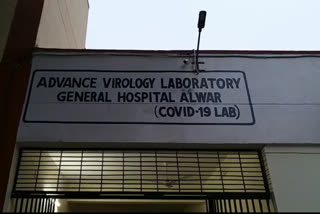 ADVANCE VIROLOGY LABORATORY
GENERAL HOSPITAL ALWAR
(COVID-19 LAB)